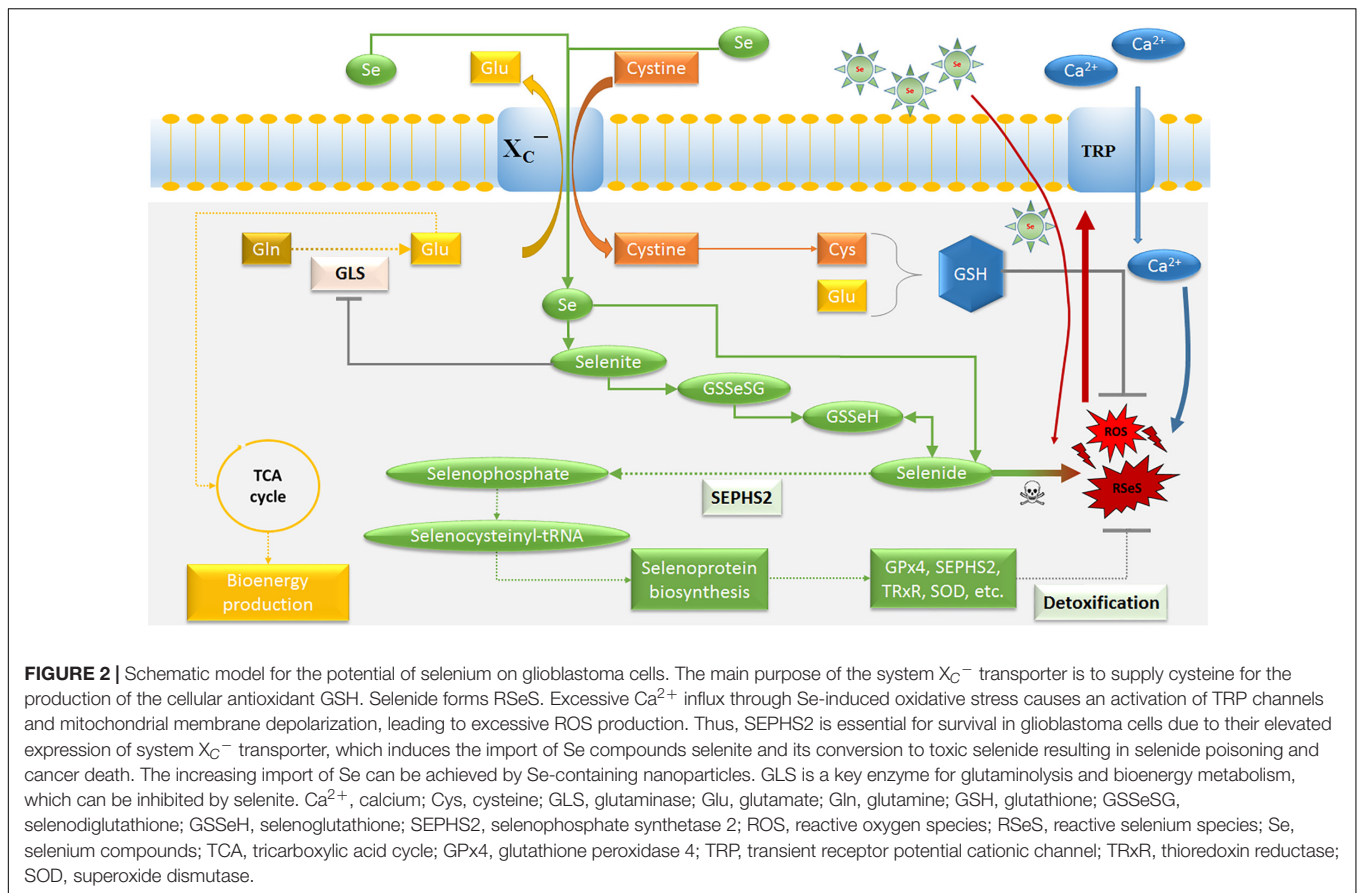 Se
Se
Glu
Cystine
Se
Se
Se
Ca²⁺
Ca²⁺
X_C⁻
TRP
Se
Gln
Glu
Cystine
Cys
GSH
Ca²⁺
GLS
Glu
Se
Selenite
GSSeSG
GSSeH
ROS
TCA
cycle
Selenophosphate
Selenide
RSeS
SEPHS2
Selenocysteinyl-tRNA
Bioenergy
production
Selenoprotein
biosynthesis
GPx4, SEPHS2,
TRxR, SOD, etc.
Detoxification
FIGURE 2 | Schematic model for the potential of selenium on glioblastoma cells. The main purpose of the system X_C⁻ transporter is to supply cysteine for the
production of the cellular antioxidant GSH. Selenide forms RSeS. Excessive Ca²⁺ influx through Se-induced oxidative stress causes an activation of TRP channels
and mitochondrial membrane depolarization, leading to excessive ROS production. Thus, SEPHS2 is essential for survival in glioblastoma cells due to their elevated
expression of system X_C⁻ transporter, which induces the import of Se compounds selenite and its conversion to toxic selenide resulting in selenide poisoning and
cancer death. The increasing import of Se can be achieved by Se-containing nanoparticles. GLS is a key enzyme for glutaminolysis and bioenergy metabolism,
which can be inhibited by selenite. Ca²⁺, calcium; Cys, cysteine; GLS, glutaminase; Glu, glutamate; Gln, glutamine; GSH, glutathione; GSSeSG,
selenodiglutathione; GSSeH, selenoglutathione; SEPHS2, selenophosphate synthetase 2; ROS, reactive oxygen species; RSeS, reactive selenium species; Se,
selenium compounds; TCA, tricarboxylic acid cycle; GPx4, glutathione peroxidase 4; TRP, transient receptor potential cationic channel; TRxR, thioredoxin reductase;
SOD, superoxide dismutase.